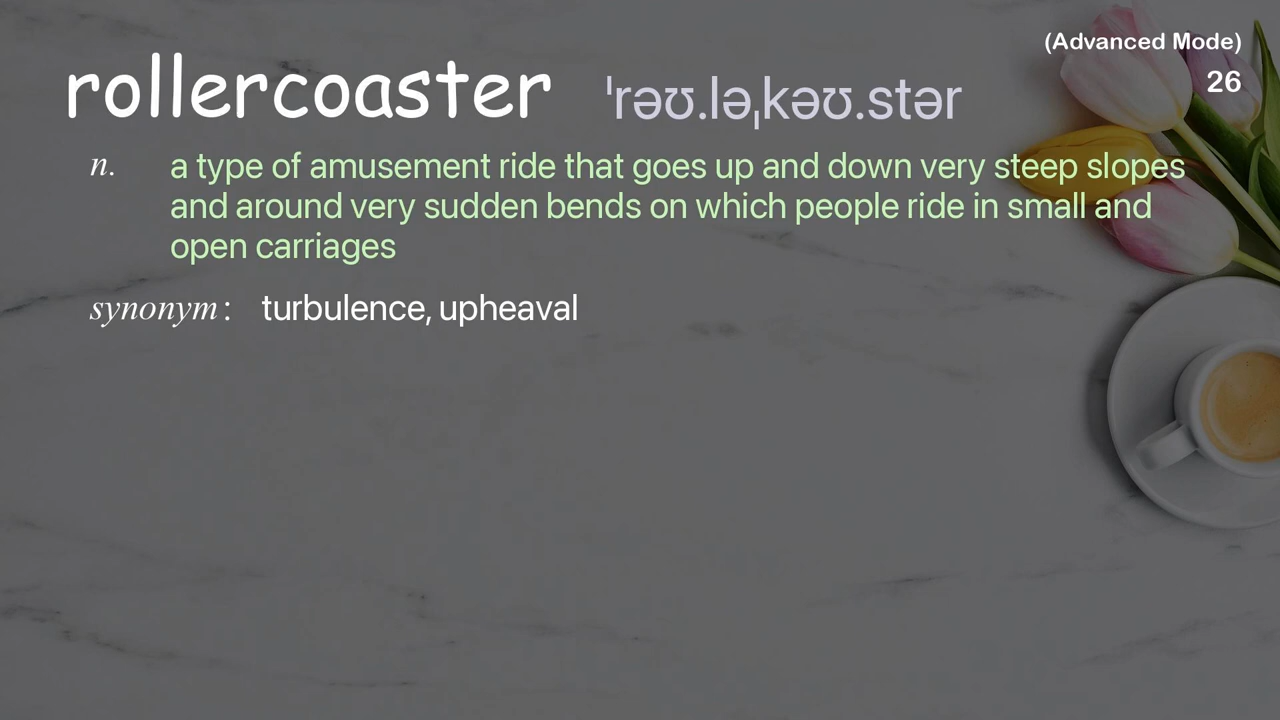 (Advanced Mode)
26
rollercoaster ˈrəʊ.ləˌkəʊ.stər
n. a type of amusement ride that goes up and down very steep slopes
and around very sudden bends on which people ride in small and
open carriages
synonym: turbulence, upheaval